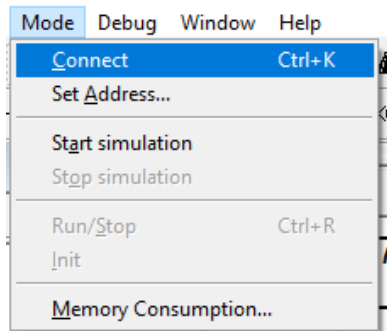 Mode Debug Window Help
Connect Ctrl+K
Set Address...
Start simulation
Stop simulation
Run/Stop Ctrl+R
Init
Memory Consumption...